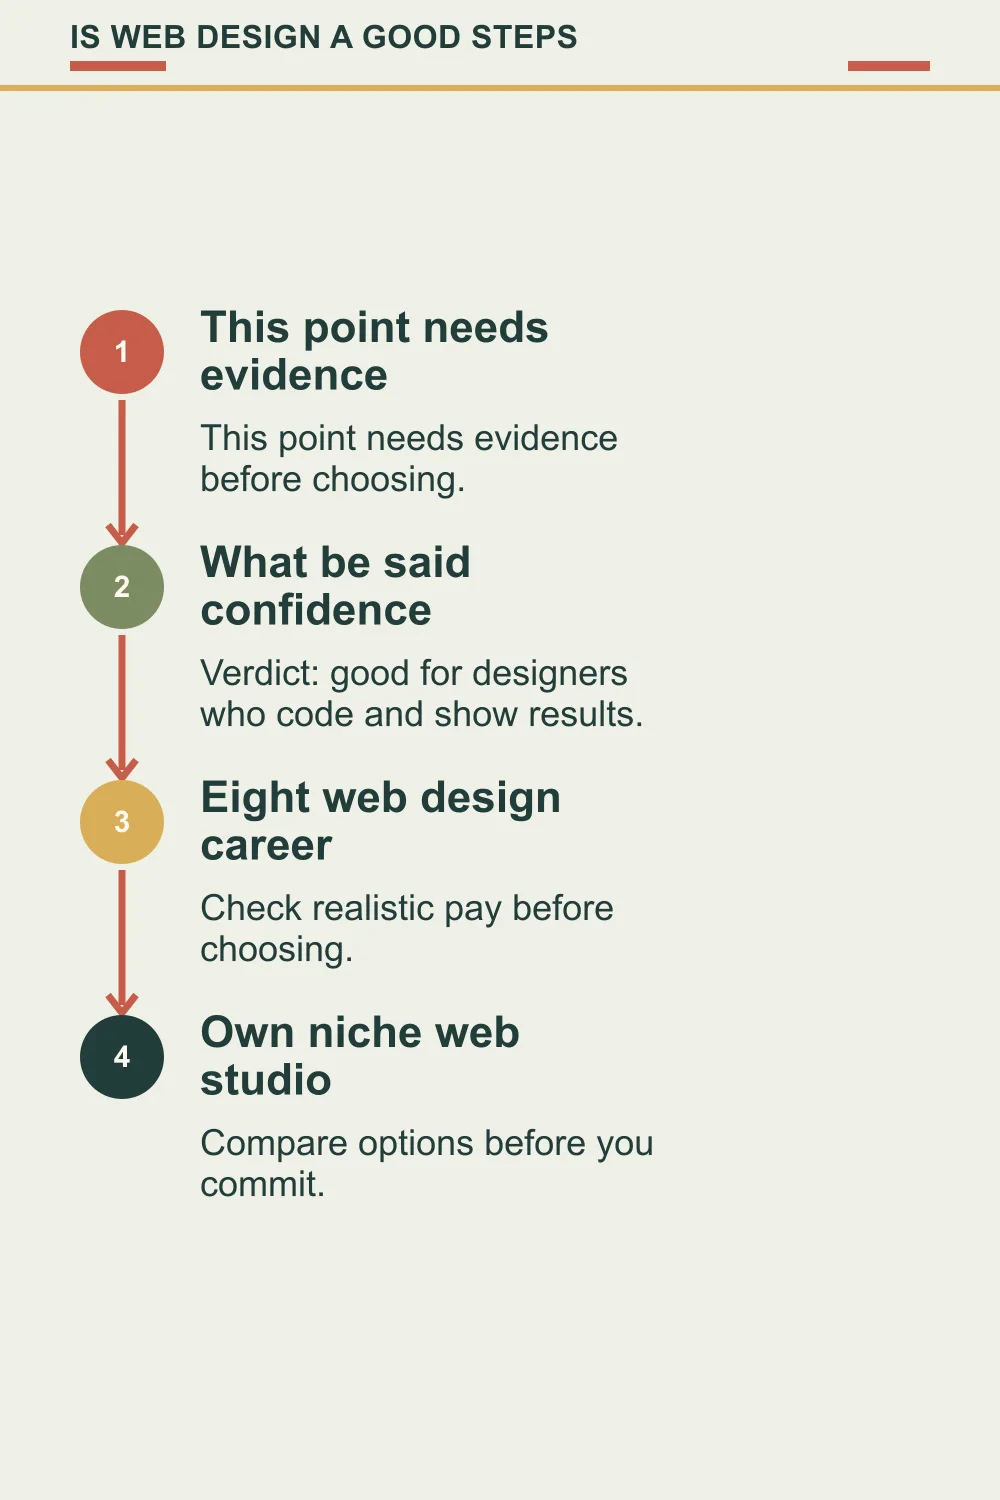 IS WEB DESIGN A GOOD STEPS
1
This point needs
evidence
This point needs evidence
before choosing.
2
What be said
confidence
Verdict: good for designers
who code and show results.
3
Eight web design
career
Check realistic pay before
choosing.
4
Own niche web
studio
Compare options before you
commit.